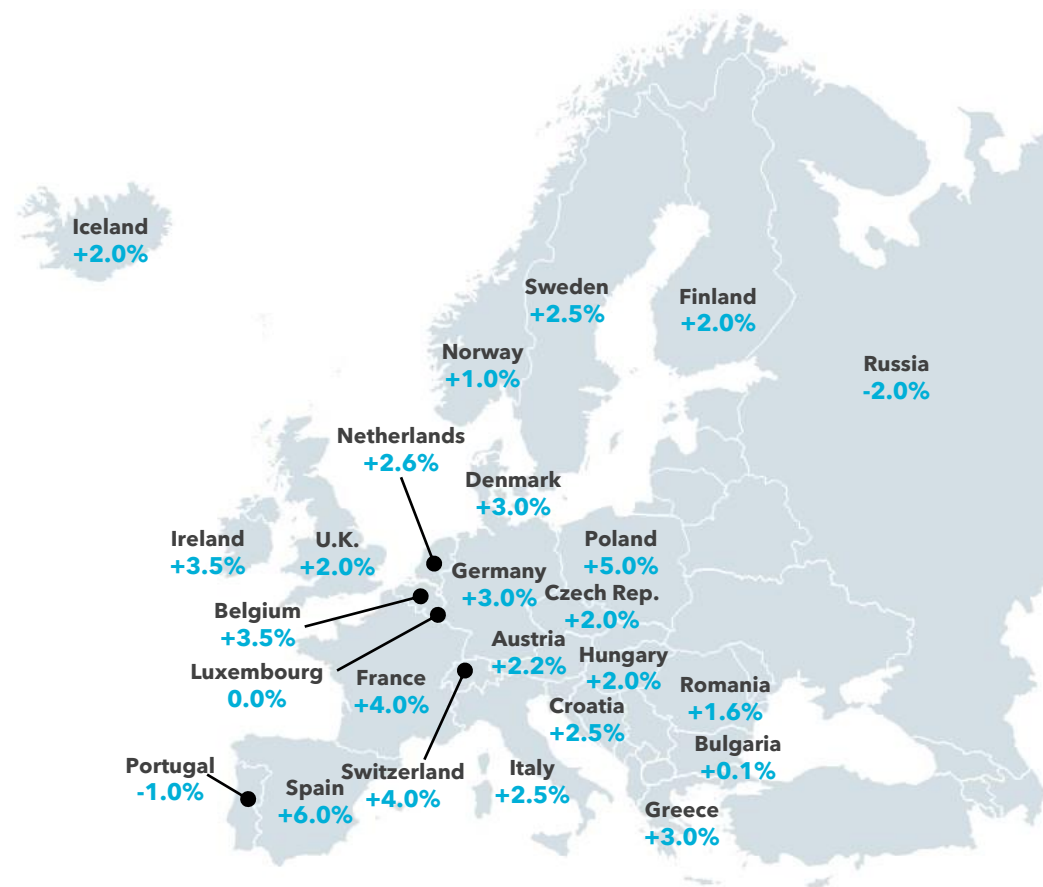 Iceland
+2.0%
Sweden
+2.5%
Finland
+2.0%
Norway
+1.0%
Russia
-2.0%
Netherlands
+2.6%
Denmark
+3.0%
Ireland
+3.5%
U.K.
+2.0%
Poland
+5.0%
Germany
+3.0%
Czech Rep.
+2.0%
Belgium
+3.5%
Austria
+2.2%
Hungary
+2.0%
Luxembourg
0.0%
France
+4.0%
Romania
+1.6%
Croatia
+2.5%
Bulgaria
+0.1%
Portugal
-1.0%
Spain
+6.0%
Switzerland
+4.0%
Italy
+2.5%
Greece
+3.0%